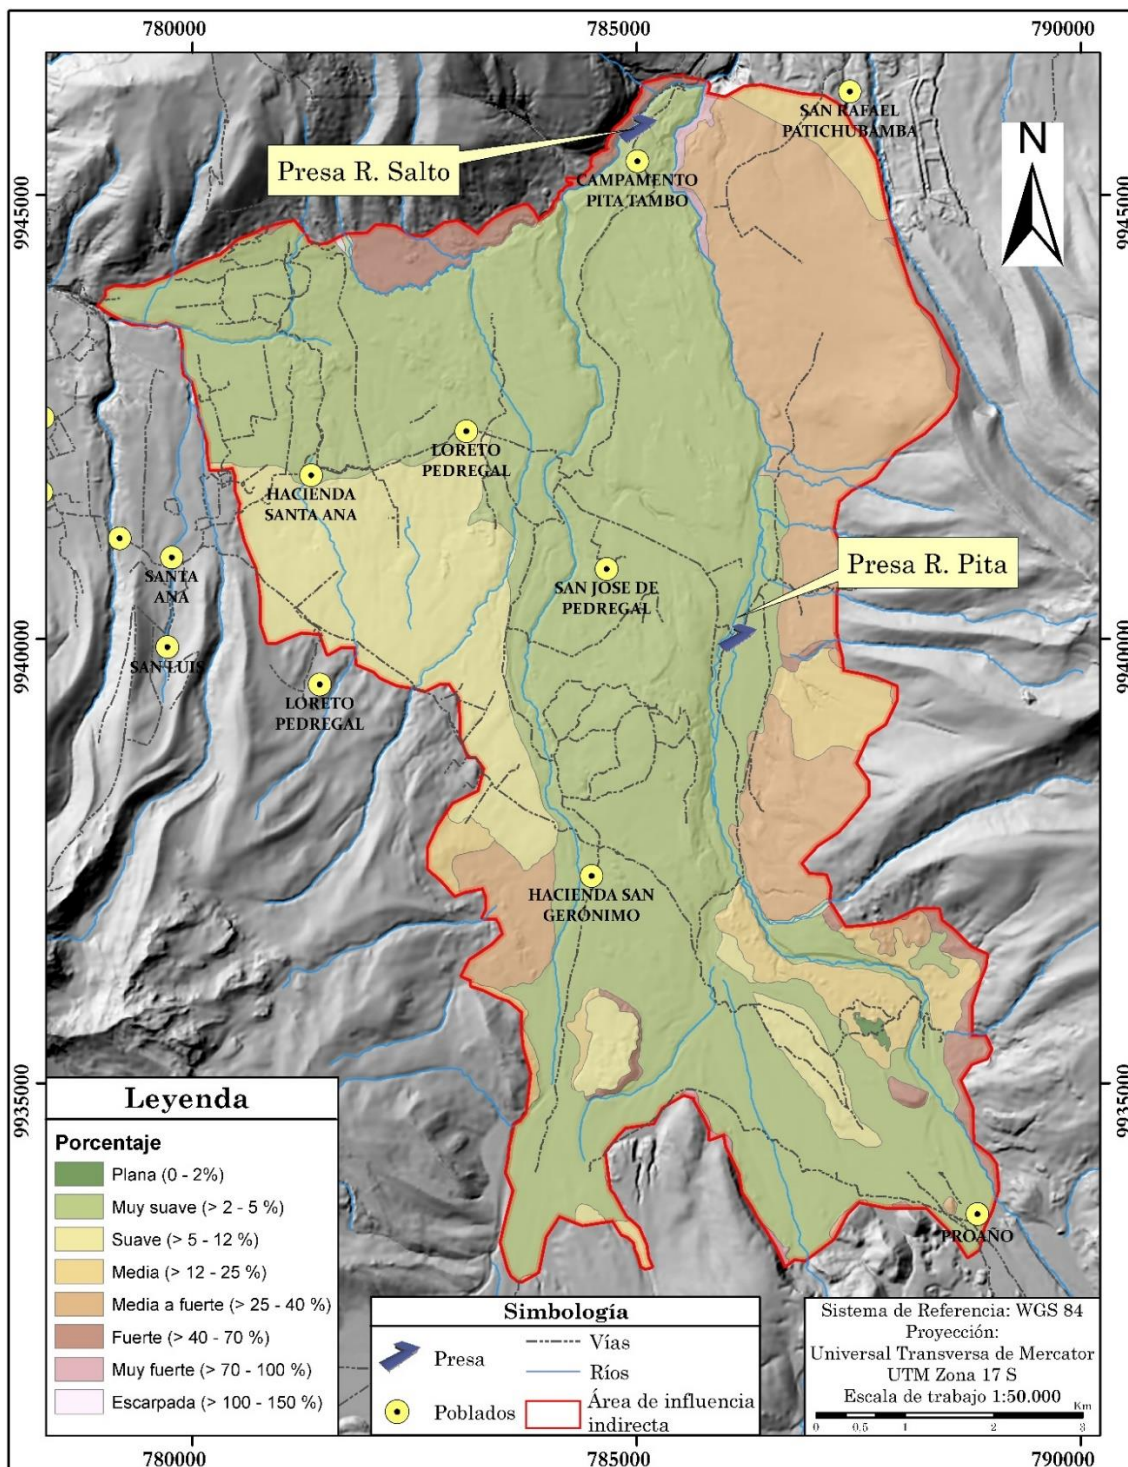 780000
785000
790000
SAN RAFAEL
PATICHUBAMBA
N
Presa R. Salto
CAMPAMENTO
PITA TAMBO
9945000
9945000
LORETO
PEDREGAL
HACIENDA
SANTA ANA
Presa R. Pita
SANTA
ANA
SAN JOSE DE
PEDREGAL
9940000
9940000
SAN LUIS
LORETO
PEDREGAL
HACIENDA SAN
GERÓNIMO
9935000
9935000
PROAÑO
Leyenda
Porcentaje
Plana (0 - 2%)
Muy suave (> 2 - 5 %)
Suave (> 5 - 12 %)
Media (> 12 - 25 %)
Media a fuerte (> 25 - 40 %)
Fuerte (> 40 - 70 %)
Muy fuerte (> 70 - 100 %)
Escarpada (> 100 - 150 %)
Simbología
Presa
Vías
Ríos
Poblados
Área de influencia
indirecta
Sistema de Referencia: WGS 84
Proyección:
Universal Transversa de Mercator
UTM Zona 17 S
Escala de trabajo 1:50.000
Km
0 0.5 1 2 3
780000
785000
790000